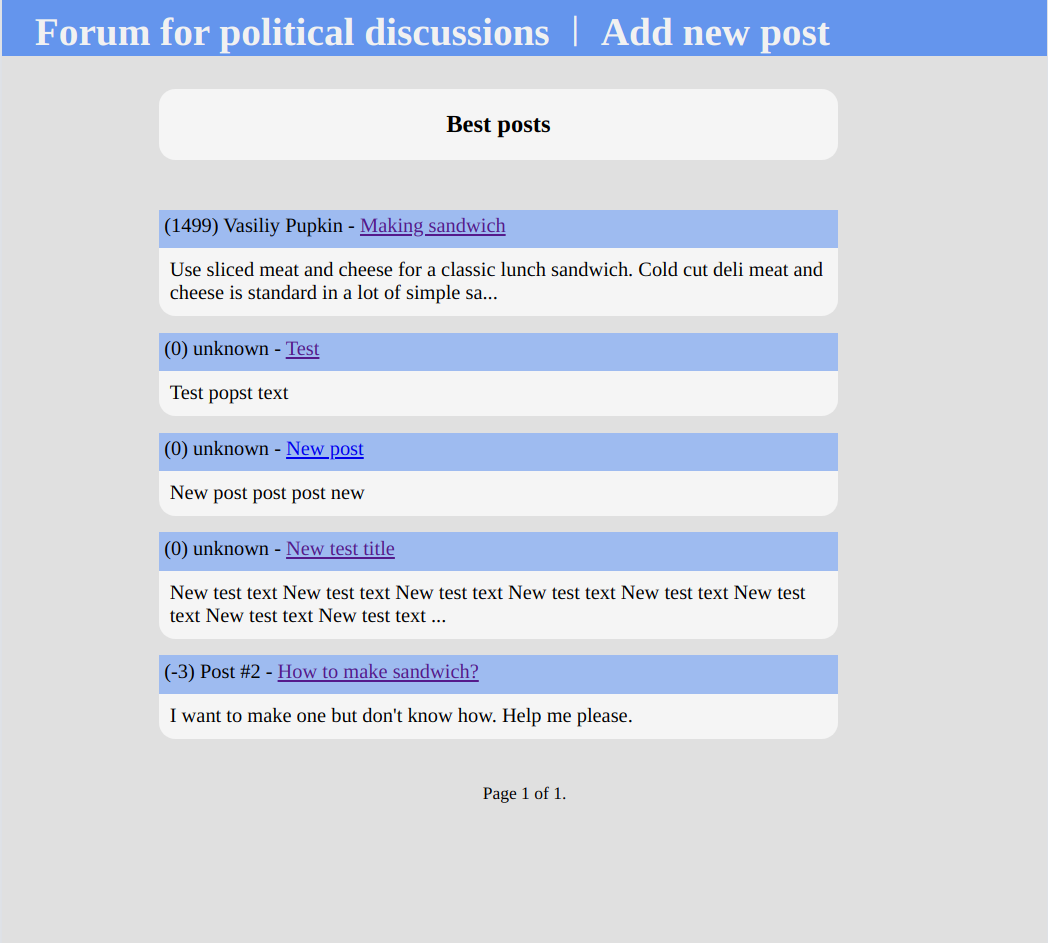 Forum for political discussions | Add new post
Best posts
(1499) Vasiliy Pupkin - Making sandwich
Use sliced meat and cheese for a classic lunch sandwich. Cold cut deli meat and
cheese is standard in a lot of simple sa...
(0) unknown - Test
Test popst text
(0) unknown - New post
New post post post new
(0) unknown - New test title
New test text New test text New test text New test text New test text New test
text New test text New test text ...
(-3) Post #2 - How to make sandwich?
I want to make one but don't know how. Help me please.
Page 1 of 1.